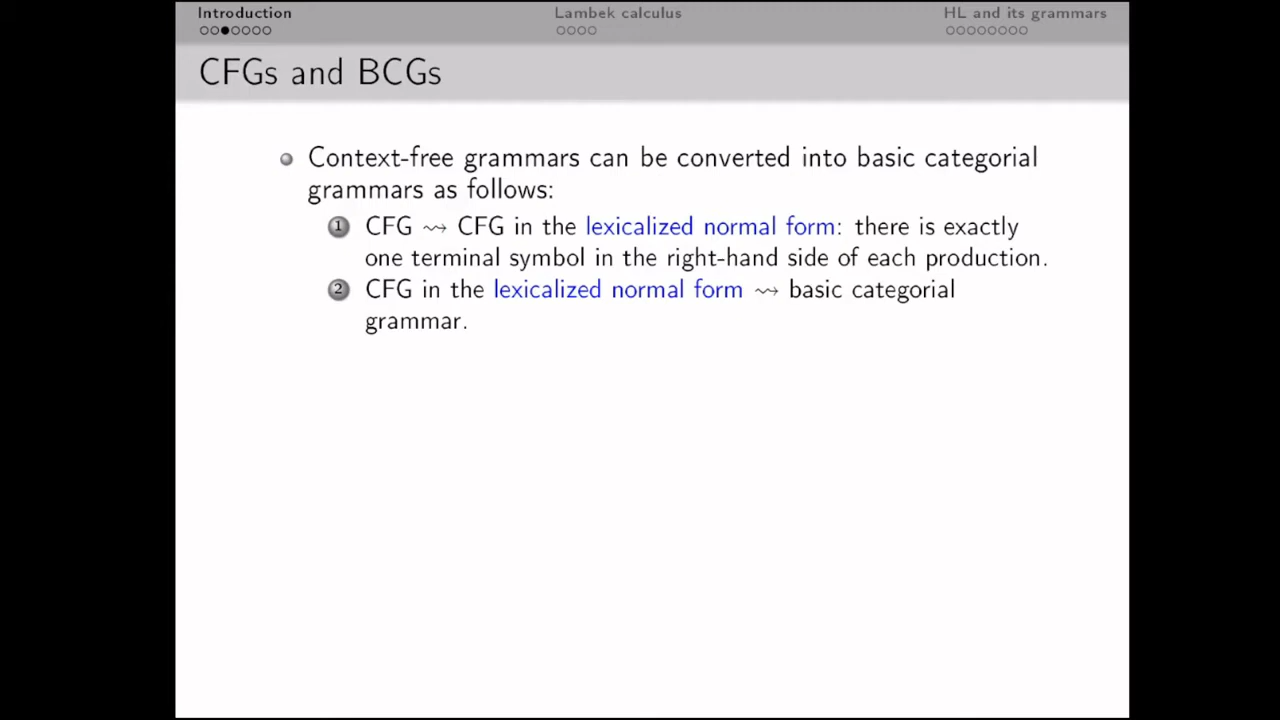 Introduction Lambek calculus HL and its grammars
CFGs and BCGs
Context-free grammars can be converted into basic categorial
grammars as follows:
1 CFG ⇝ CFG in the lexicalized normal form: there is exactly
one terminal symbol in the right-hand side of each production.
2 CFG in the lexicalized normal form ⇝ basic categorial
grammar.